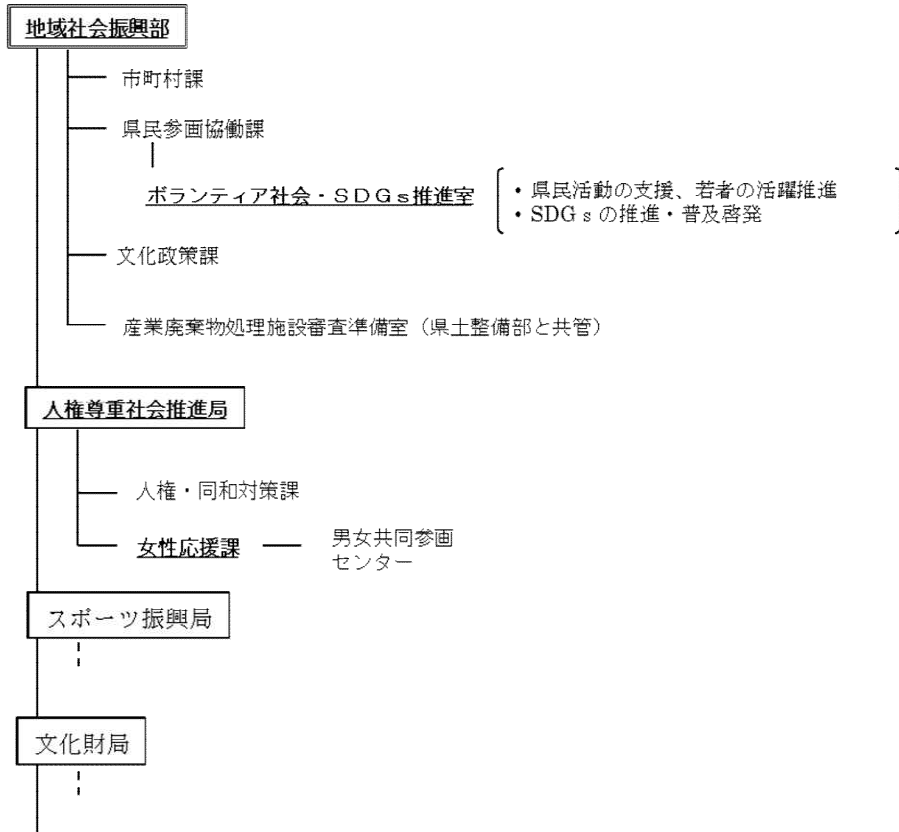 地域社会振興部
市町村課
県民参画協働課
ボランティア社会・ＳＤＧｓ推進室
・県民活動の支援、若者の活躍推進
・SDGｓの推進・普及啓発
文化政策課
産業廃棄物処理施設審査準備室（県土整備部と共管）
人権尊重社会推進局
人権・同和対策課
女性応援課
男女共同参画
センター
スポーツ振興局
文化財局